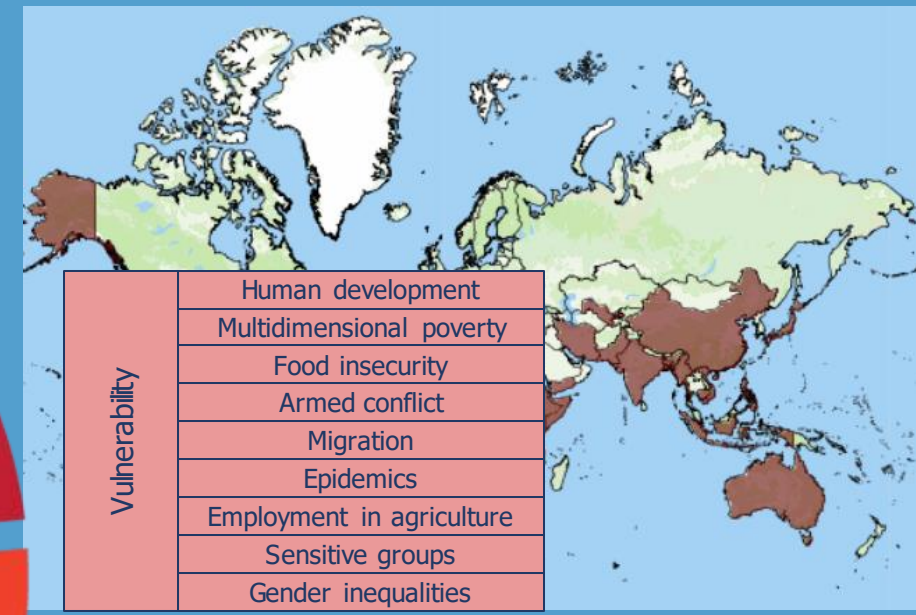 Vulnerability
Human development
Multidimensional poverty
Food insecurity
Armed conflict
Migration
Epidemics
Employment in agriculture
Sensitive groups
Gender inequalities